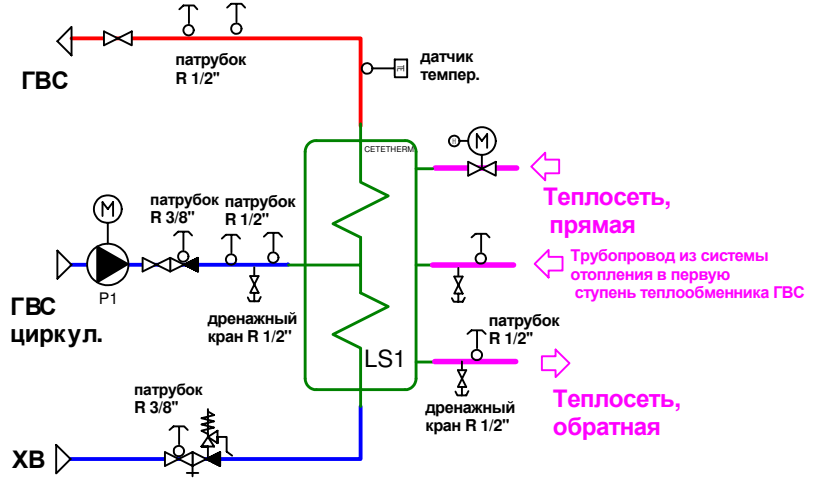 патрубок
R 1/2"
ГВС
датчик
темпер.
CETETHERM
M
Теплосеть,
прямая
патрубок
R 3/8"
патрубок
R 1/2"
M
P1
Трубопровод из системы
отопления в первую
ступень теплообменника ГВС
ГВС
циркул.
дренажный
кран R 1/2"
патрубок
R 1/2"
LS1
патрубок
R 3/8"
дренажный
кран R 1/2"
Теплосеть,
обратная
ХВ